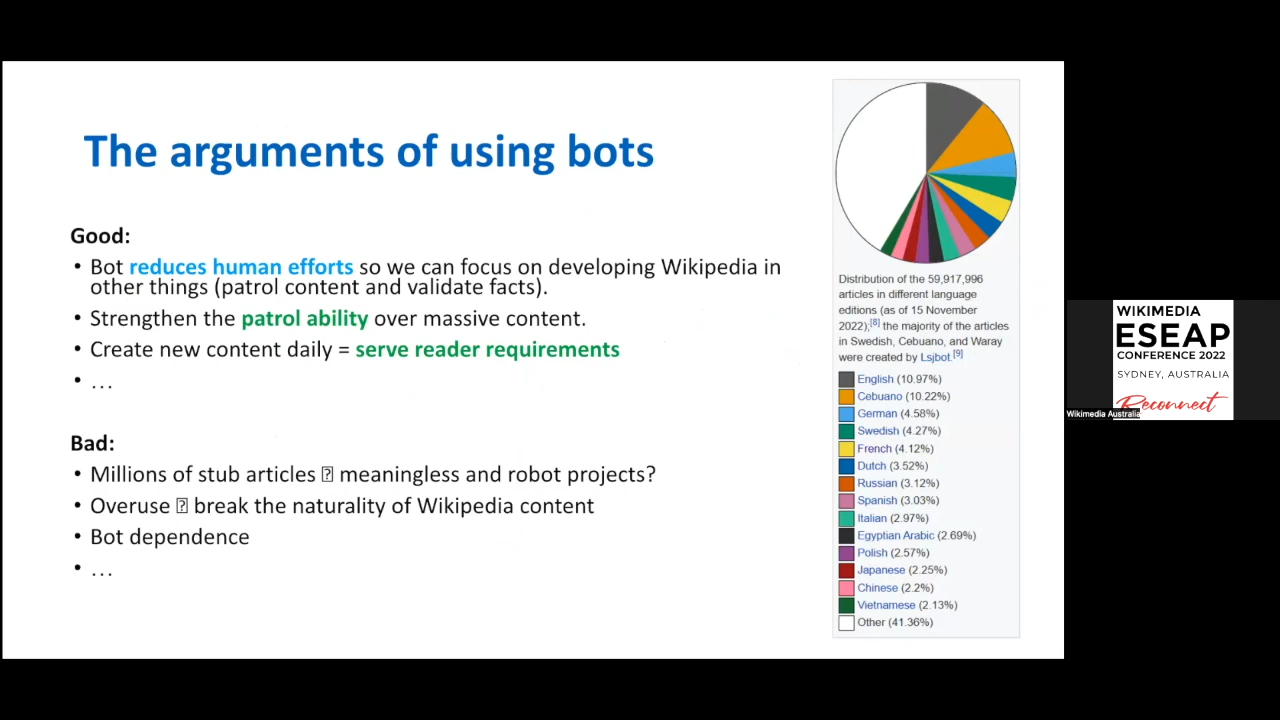 The arguments of using bots
Good:
• Bot reduces human efforts so we can focus on developing Wikipedia in
other things (patrol content and validate facts).
• Strengthen the patrol ability over massive content.
• Create new content daily = serve reader requirements
• …
Bad:
• Millions of stub articles � meaningless and robot projects?
• Overuse � break the naturality of Wikipedia content
• Bot dependence
• …
Distribution of the 59,917,996
articles in different language
editions (as of 15 November
2022);[8] the majority of the articles
in Swedish, Cebuano, and Waray
were created by Lsjbot.[9]
English (10.97%)
Cebuano (10.22%)
German (4.58%)
Swedish (4.27%)
French (4.12%)
Dutch (3.52%)
Russian (3.12%)
Spanish (3.03%)
Italian (2.97%)
Egyptian Arabic (2.69%)
Polish (2.57%)
Japanese (2.25%)
Chinese (2.2%)
Vietnamese (2.13%)
Other (41.36%)
WIKIMEDIA
ESEAP
CONFERENCE 2022
SYDNEY, AUSTRALIA
Reconnect
Wikimedia Australia